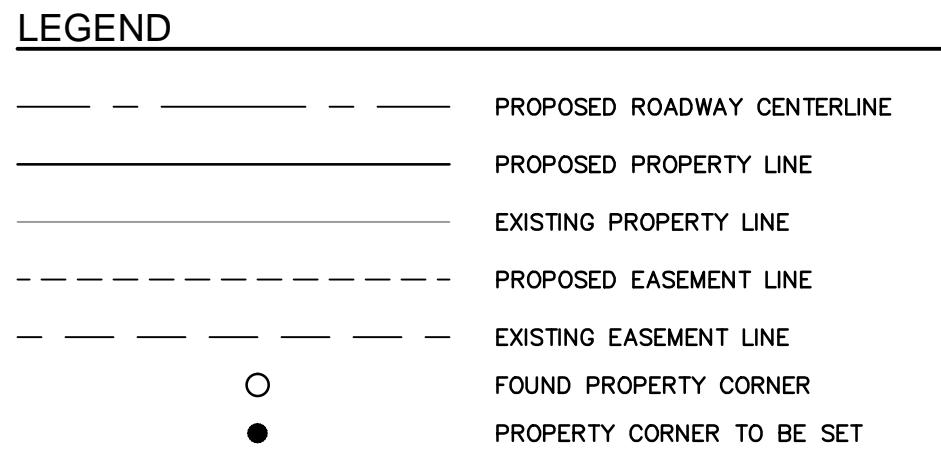 LEGEND
PROPOSED ROADWAY CENTERLINE
PROPOSED PROPERTY LINE
EXISTING PROPERTY LINE
PROPOSED EASEMENT LINE
EXISTING EASEMENT LINE
FOUND PROPERTY CORNER
PROPERTY CORNER TO BE SET